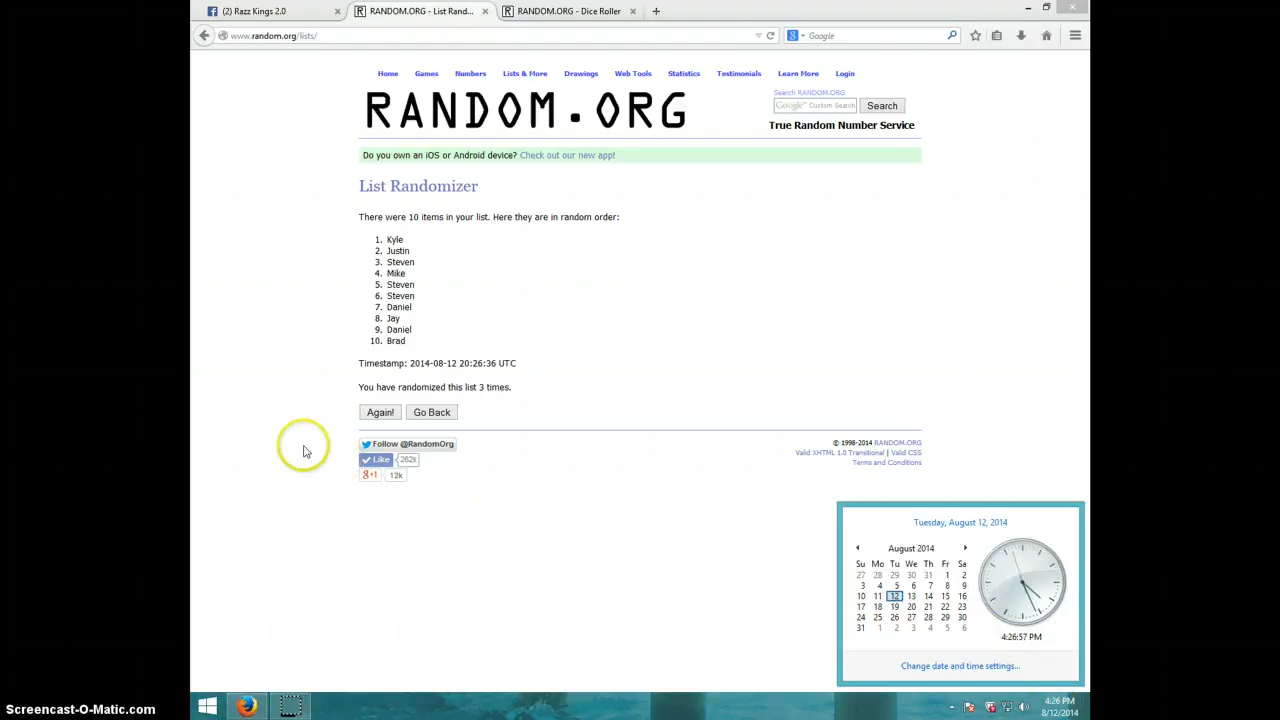 (2) Razz Kings 2.0
RANDOM.ORG - List Rand...
RANDOM.ORG - Dice Roller
www.random.org/lists/
Google
Home Games Numbers Lists & More Drawings Web Tools Statistics Testimonials Learn More Login
Search RANDOM.ORG
RANDOM.ORG
Google™ Custom Search
Search
True Random Number Service
Do you own an iOS or Android device? Check out our new app!
List Randomizer
There were 10 items in your list. Here they are in random order:
1. Kyle
2. Justin
3. Steven
4. Mike
5. Steven
6. Steven
7. Daniel
8. Jay
9. Daniel
10. Brad
Timestamp: 2014-08-12 20:26:36 UTC
You have randomized this list 3 times.
Again! Go Back
Follow @RandomOrg
Like 262k
g+1 12k
© 1998-2014 RANDOM.ORG
Valid XHTML 1.0 Transitional | Valid CSS
Terms and Conditions
Tuesday, August 12, 2014
August 2014
Su Mo Tu We Th Fr Sa
27 28 29 30 31 1 2
3 4 5 6 7 8 9
10 11 12 13 14 15 16
17 18 19 20 21 22 23
24 25 26 27 28 29 30
31 1 2 3 4 5 6
4:26:57 PM
Change date and time settings...
4:26 PM
8/12/2014
Screencast-O-Matic.com